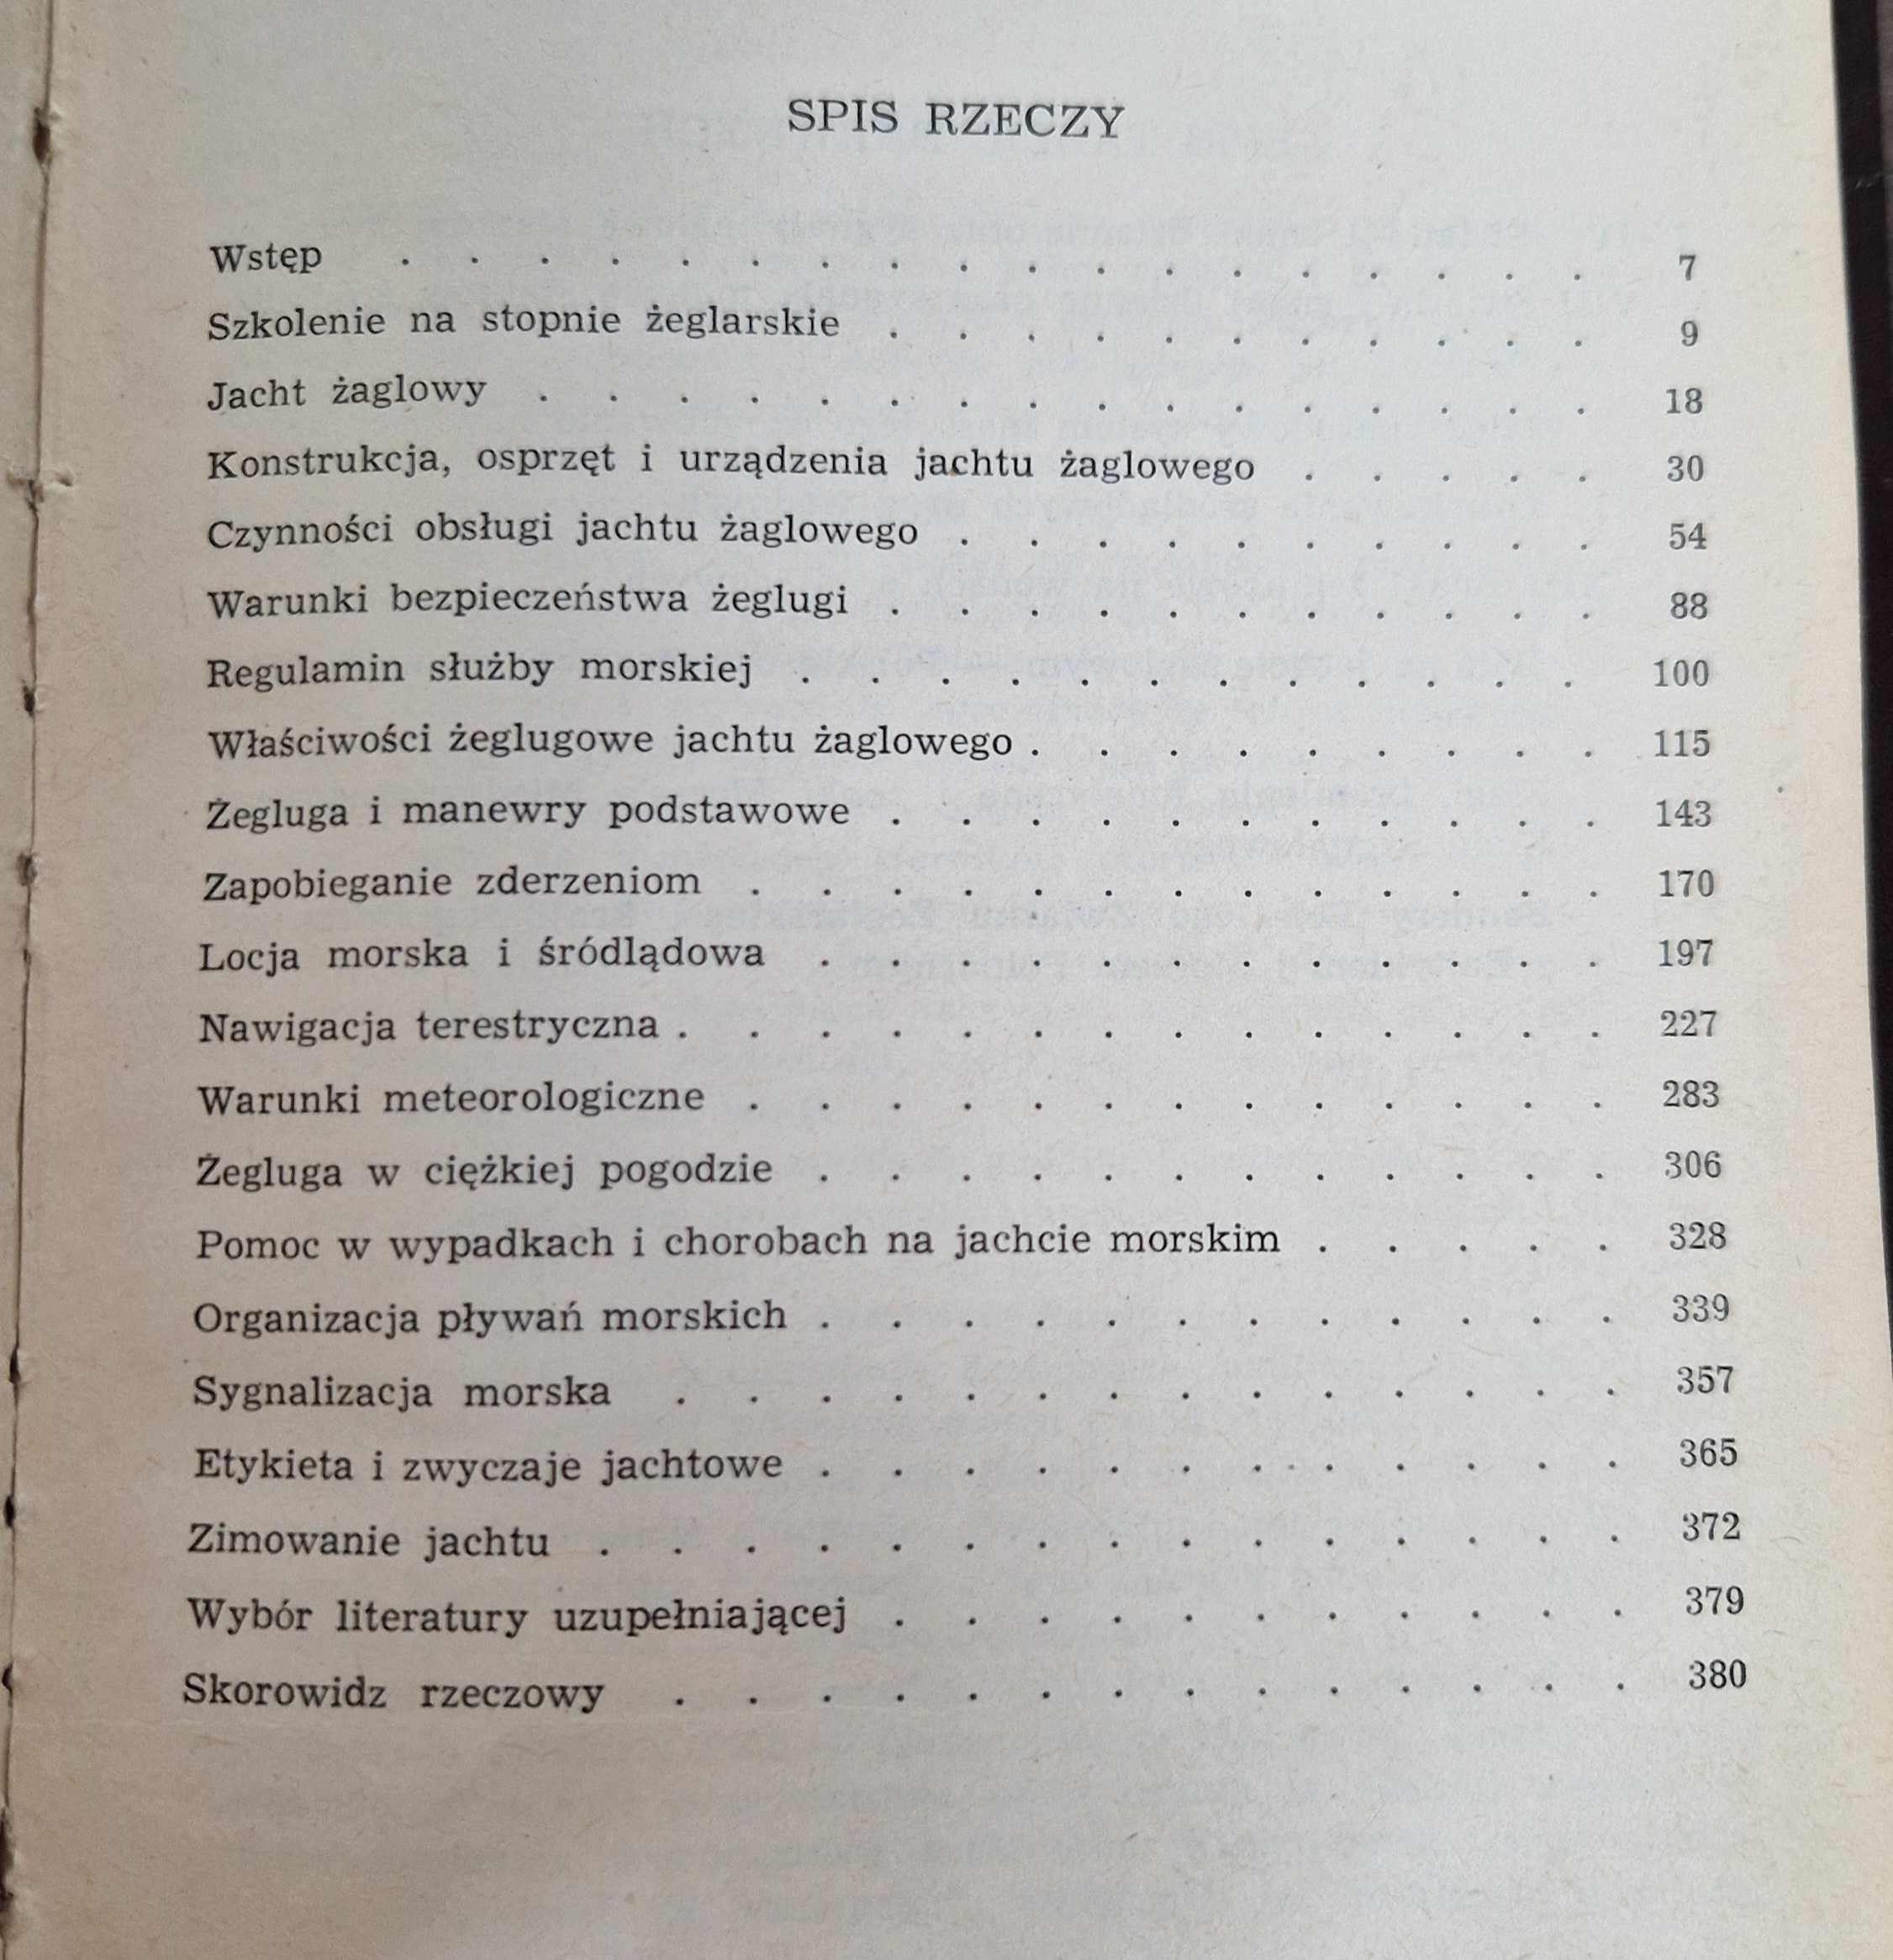 SPIS RZECZY
Wstęp . . . . . . . . . . . . . . . . . . 7
Szkolenie na stopnie żeglarskie . . . . . . . . . . . 9
Jacht żaglowy . . . . . . . . . . . . . . . . 18
Konstrukcja, osprzęt i urządzenia jachtu żaglowego . . . . . 30
Czynności obsługi jachtu żaglowego . . . . . . . . . . 54
Warunki bezpieczeństwa żeglugi . . . . . . . . . . . 88
Regulamin służby morskiej . . . . . . . . . . . . 100
Właściwości żeglugowe jachtu żaglowego . . . . . . . . . 115
Żegluga i manewry podstawowe . . . . . . . . . . . 143
Zapobieganie zderzeniom . . . . . . . . . . . . . 170
Locja morska i śródlądowa . . . . . . . . . . . . 197
Nawigacja terestryczna . . . . . . . . . . . . . . 227
Warunki meteorologiczne . . . . . . . . . . . . . 283
Żegluga w ciężkiej pogodzie . . . . . . . . . . . . 306
Pomoc w wypadkach i chorobach na jachcie morskim . . . . . 328
Organizacja pływań morskich . . . . . . . . . . . . 339
Sygnalizacja morska . . . . . . . . . . . . . . 357
Etykieta i zwyczaje jachtowe . . . . . . . . . . . . 365
Zimowanie jachtu . . . . . . . . . . . . . . . 372
Wybór literatury uzupełniającej . . . . . . . . . . . 379
Skorowidz rzeczowy . . . . . . . . . . . . . . 380